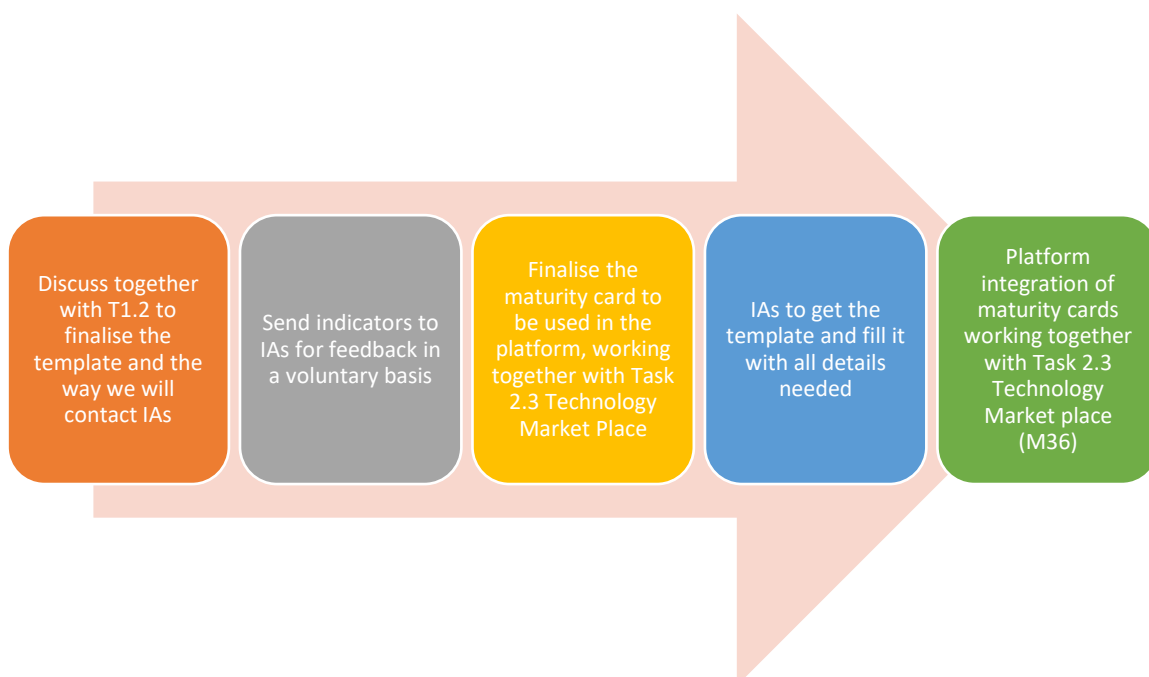 Discuss together
with T1.2 to
finalise the
template and the
way we will
contact IAs
Send indicators to
IAs for feedback in
a voluntary basis
Finalise the
maturity card to
be used in the
platform, working
together with Task
2.3 Technology
Market Place
IAs to get the
template and fill it
with all details
needed
Platform
integration of
maturity cards
working together
with Task 2.3
Technology
Market place
(M36)